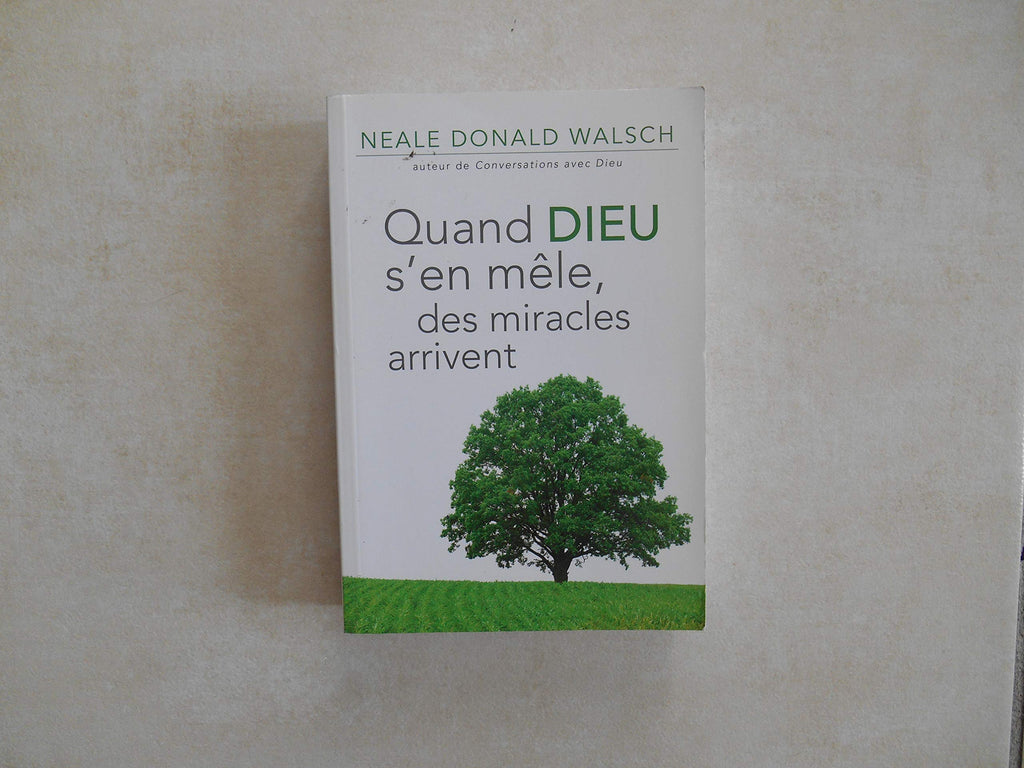 NEALE DONALD WALSCH
auteur de Conversations avec Dieu
Quand DIEU
s'en mêle,
des miracles
arrivent